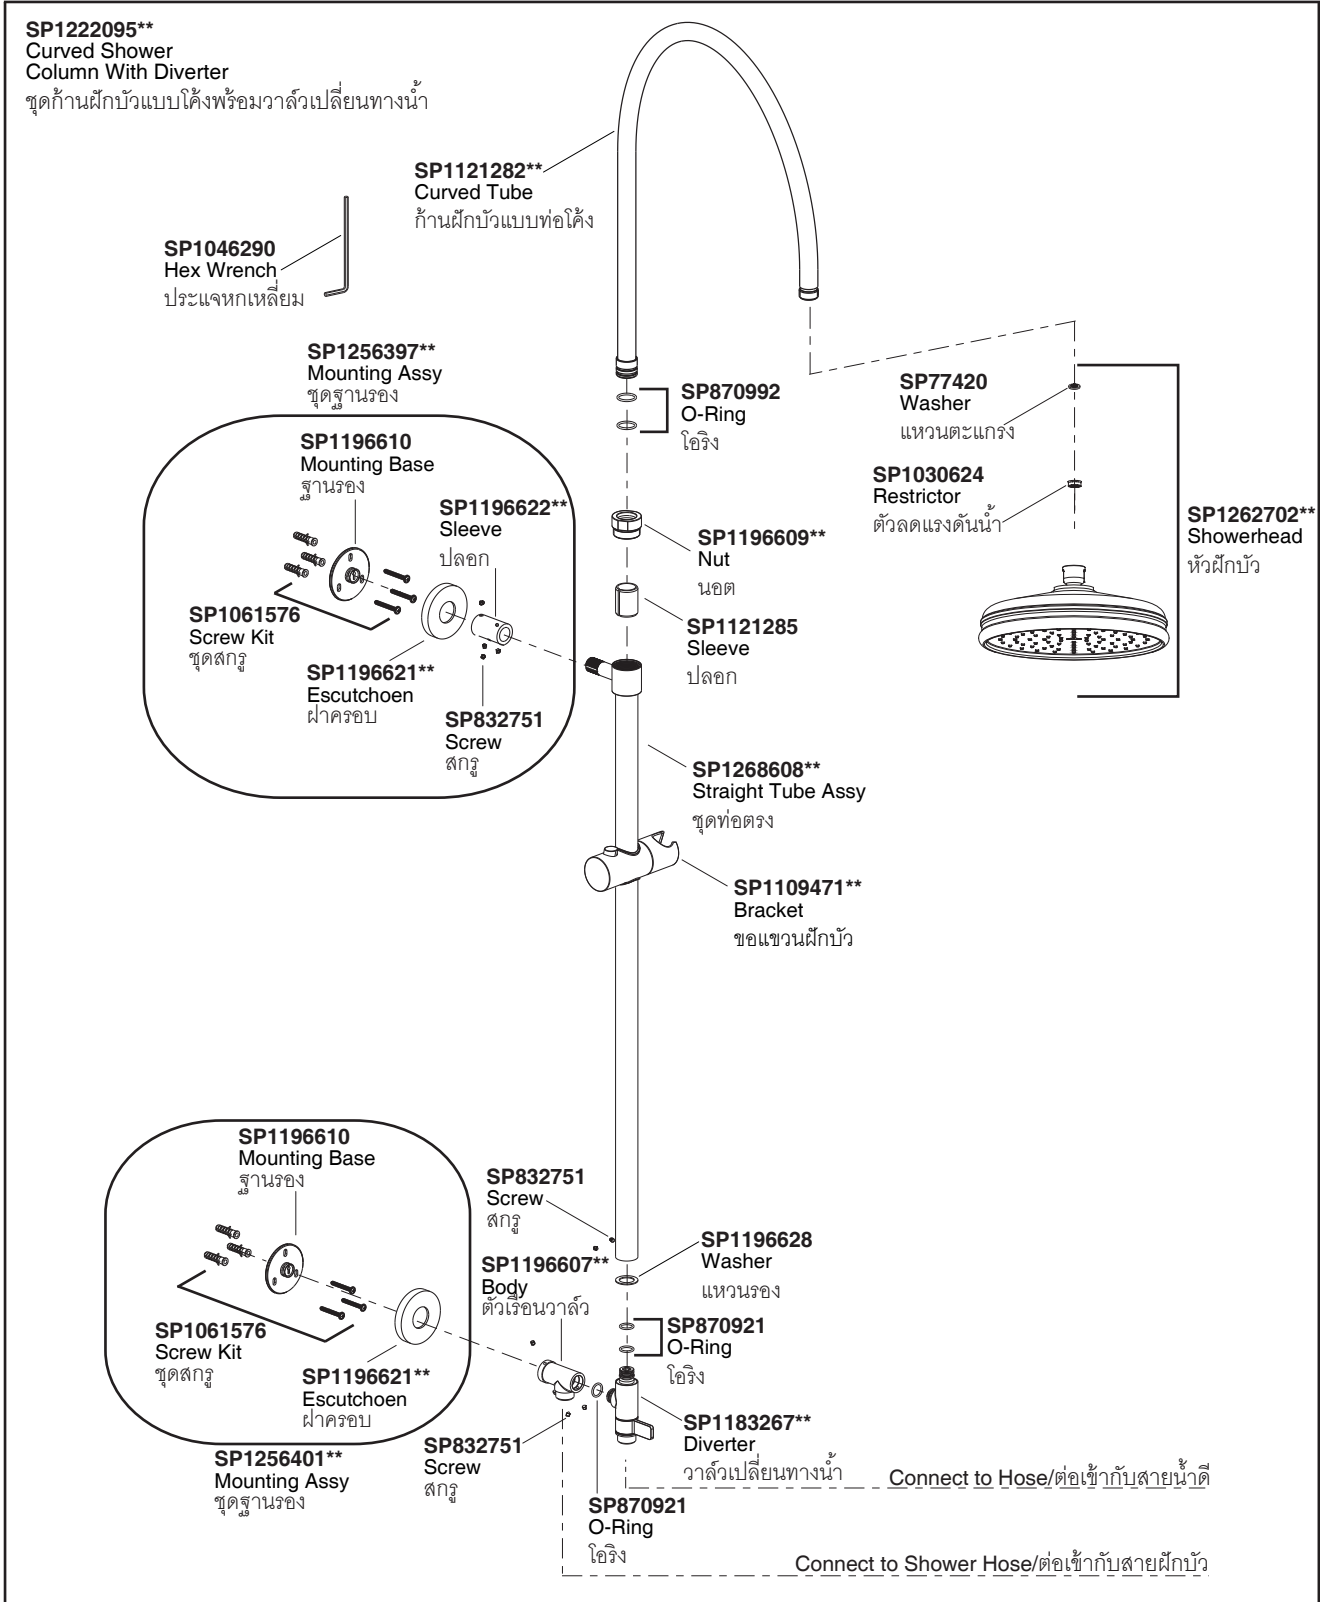 SP1222095**
Curved Shower
Column With Diverter
ชุดก้านฝักบัวแบบโค้งพร้อมวาล์วเปลี่ยนทางน้ำ
SP1121282**
Curved Tube
ก้านฝักบัวแบบท่อโค้ง
SP1046290
Hex Wrench
ประแจหกเหลี่ยม
SP1256397**
Mounting Assy
ชุดฐานรอง
SP870992
O-Ring
โอริง
SP77420
Washer
แหวนตะแกรง
SP1196610
Mounting Base
ฐานรอง
SP1030624
Restrictor
ตัวลดแรงดันน้ำ
SP1196622**
Sleeve
ปลอก
SP1262702**
Showerhead
หัวฝักบัว
SP1196609**
Nut
นอต
SP1061576
Screw Kit
ชุดสกรู
SP1121285
Sleeve
ปลอก
SP1196621**
Escutchoen
ฝาครอบ
SP832751
Screw
สกรู
SP1268608**
Straight Tube Assy
ชุดท่อตรง
SP1109471**
Bracket
ขอแขวนฝักบัว
SP1196610
Mounting Base
ฐานรอง
SP832751
Screw
สกรู
SP1196628
Washer
แหวนรอง
SP1196607**
Body
ตัวเรือนวาล์ว
SP1061576
Screw Kit
ชุดสกรู
SP870921
O-Ring
โอริง
SP1196621**
Escutchoen
ฝาครอบ
SP1183267**
Diverter
วาล์วเปลี่ยนทางน้ำ
SP832751
Screw
สกรู
SP1256401**
Mounting Assy
ชุดฐานรอง
Connect to Hose/ต่อเข้ากับสายน้ำดี
SP870921
O-Ring
โอริง
Connect to Shower Hose/ต่อเข้ากับสายฝักบัว